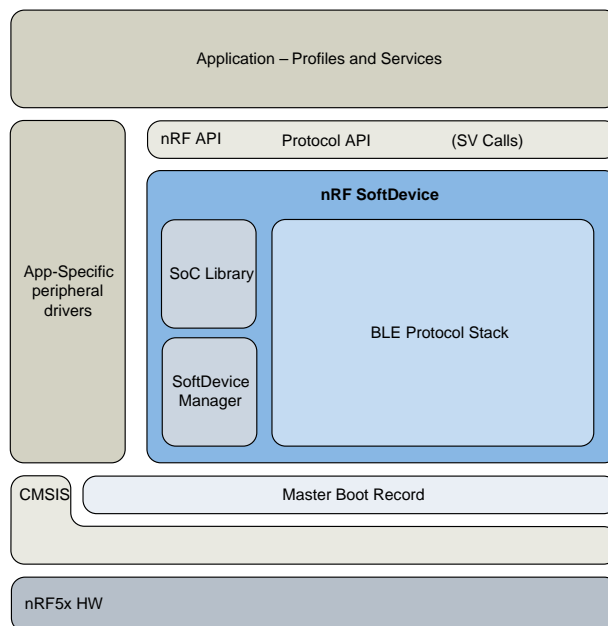 Application – Profiles and Services
nRF API Protocol API (SV Calls)
nRF SoftDevice
App-Specific
peripheral
drivers
SoC Library
BLE Protocol Stack
SoftDevice
Manager
CMSIS
Master Boot Record
nRF5x HW